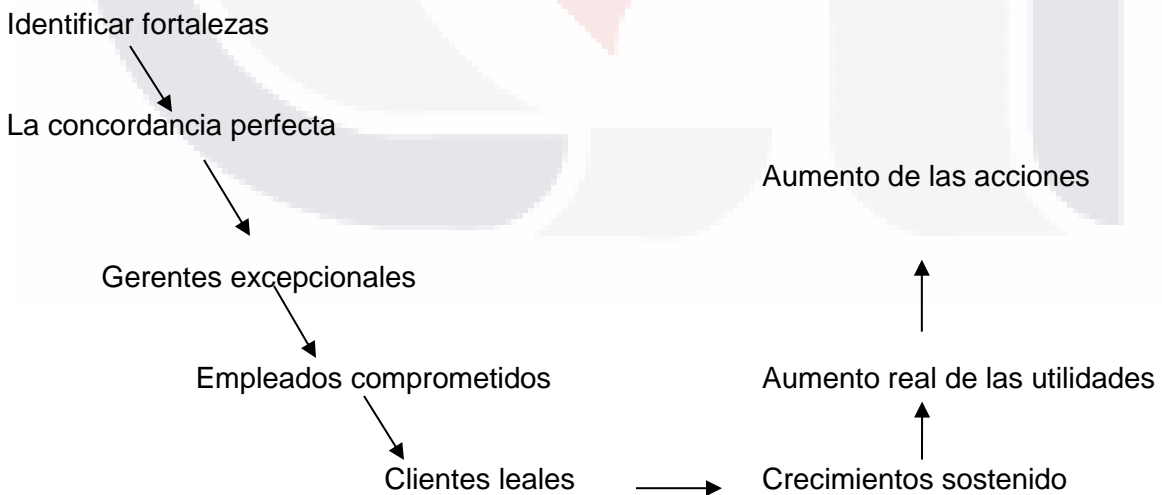 Identificar fortalezas
La concordancia perfecta
Gerentes excepcionales
Empleados comprometidos
Clientes leales
Crecimientos sostenido
Aumento real de las utilidades
Aumento de las acciones